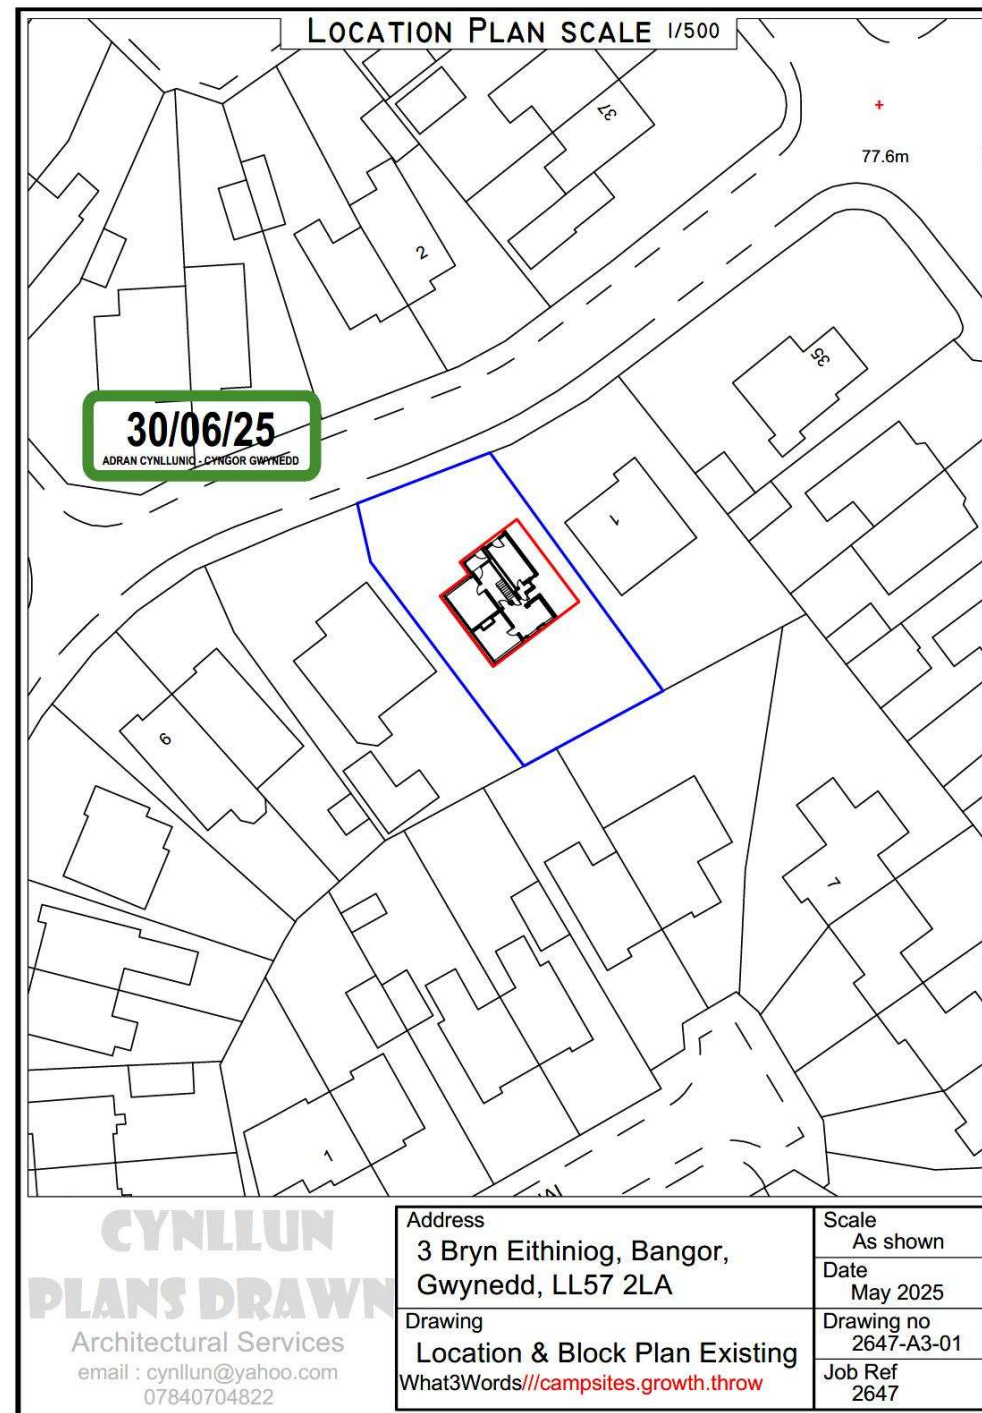 LOCATION PLAN SCALE 1/500
37
77.6m
2
35
30/06/25
ADRAN CYNLLUNIO - CYNGOR GWYNEDD
1
6
7
1
CYNLLUN
PLANS DRAWN
Architectural Services
email : cynllun@yahoo.com
07840704822
Address
3 Bryn Eithiniog, Bangor,
Gwynedd, LL57 2LA
Drawing
Location & Block Plan Existing
What3Words///campsites.growth.throw
Scale
As shown
Date
May 2025
Drawing no
2647-A3-01
Job Ref
2647